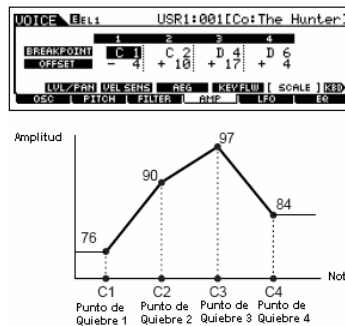 VOICE E EL1 USR1:001[Co:The Hunter]
1 2 3 4
BREAKPOINT C 1 C 2 D 4 D 6
OFFSET - 4 + 10 + 17 + 4
LVL/PAN VEL SENS AEG KEYFLW [ SCALE ] KBD
OSC [ PITCH [ FILTER [ AMP [ LFO [ EQ
Amplitud
97
90
84
76
Not
C1 C2 C3 C4
Punto de Quiebre 1
Punto de Quiebre 2
Punto de Quiebre 3
Punto de Quiebre 4